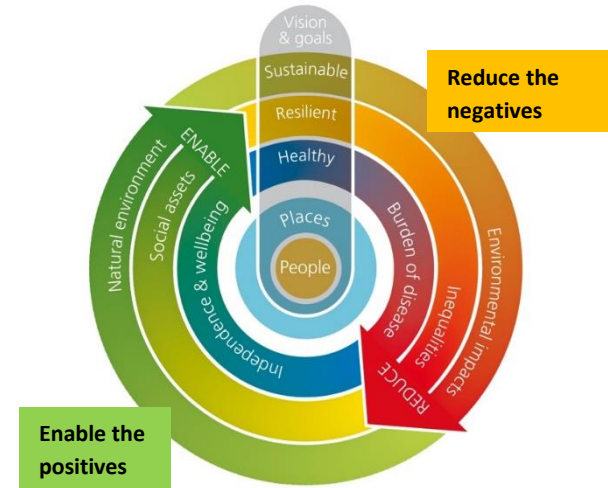 Vision
& goals
Sustainable
Resilient
Healthy
Places
People
Reduce the
negatives
ENABLE
Natural environment
Social assets
Independence & wellbeing
Burden of disease
Inequalities
Environmental impacts
REDUCE
Enable the
positives